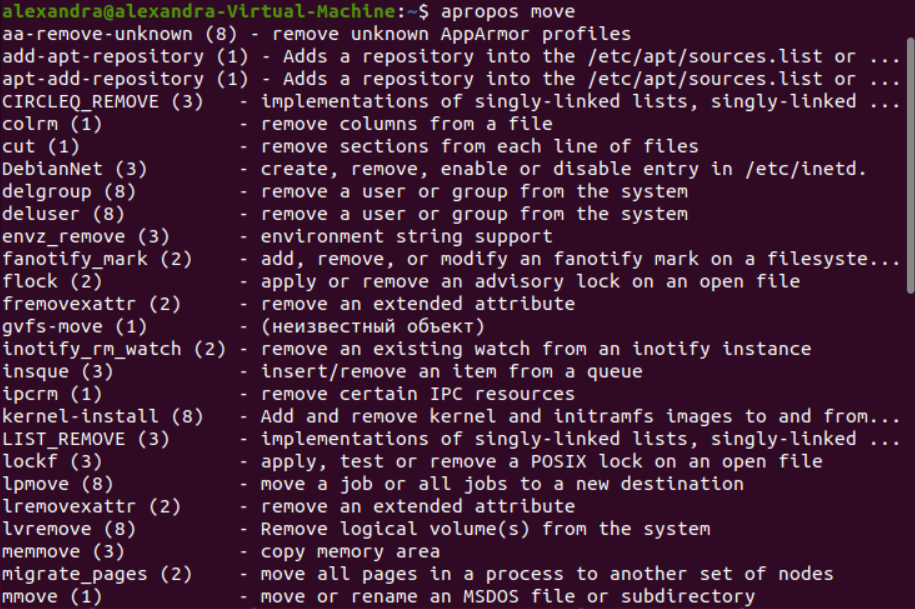 alexandra@alexandra-Virtual-Machine:~$ apropos move
aa-remove-unknown (8) - remove unknown AppArmor profiles
add-apt-repository (1) - Adds a repository into the /etc/apt/sources.list or ...
apt-add-repository (1) - Adds a repository into the /etc/apt/sources.list or ...
CIRCLEQ_REMOVE (3)   - implementations of singly-linked lists, singly-linked ...
colrm (1)            - remove columns from a file
cut (1)              - remove sections from each line of files
DebianNet (3)        - create, remove, enable or disable entry in /etc/inetd.
delgroup (8)         - remove a user or group from the system
deluser (8)          - remove a user or group from the system
envz_remove (3)      - environment string support
fanotify_mark (2)    - add, remove, or modify an fanotify mark on a filesyste...
flock (2)            - apply or remove an advisory lock on an open file
fremovexattr (2)     - remove an extended attribute
gvfs-move (1)        - (неизвестный объект)
inotify_rm_watch (2) - remove an existing watch from an inotify instance
insque (3)           - insert/remove an item from a queue
ipcrm (1)            - remove certain IPC resources
kernel-install (8)   - Add and remove kernel and initramfs images to and from...
LIST_REMOVE (3)      - implementations of singly-linked lists, singly-linked ...
lockf (3)            - apply, test or remove a POSIX lock on an open file
lpmove (8)           - move a job or all jobs to a new destination
lremovexattr (2)     - remove an extended attribute
lvremove (8)         - Remove logical volume(s) from the system
memmove (3)          - copy memory area
migrate_pages (2)    - move all pages in a process to another set of nodes
mmove (1)            - move or rename an MSDOS file or subdirectory